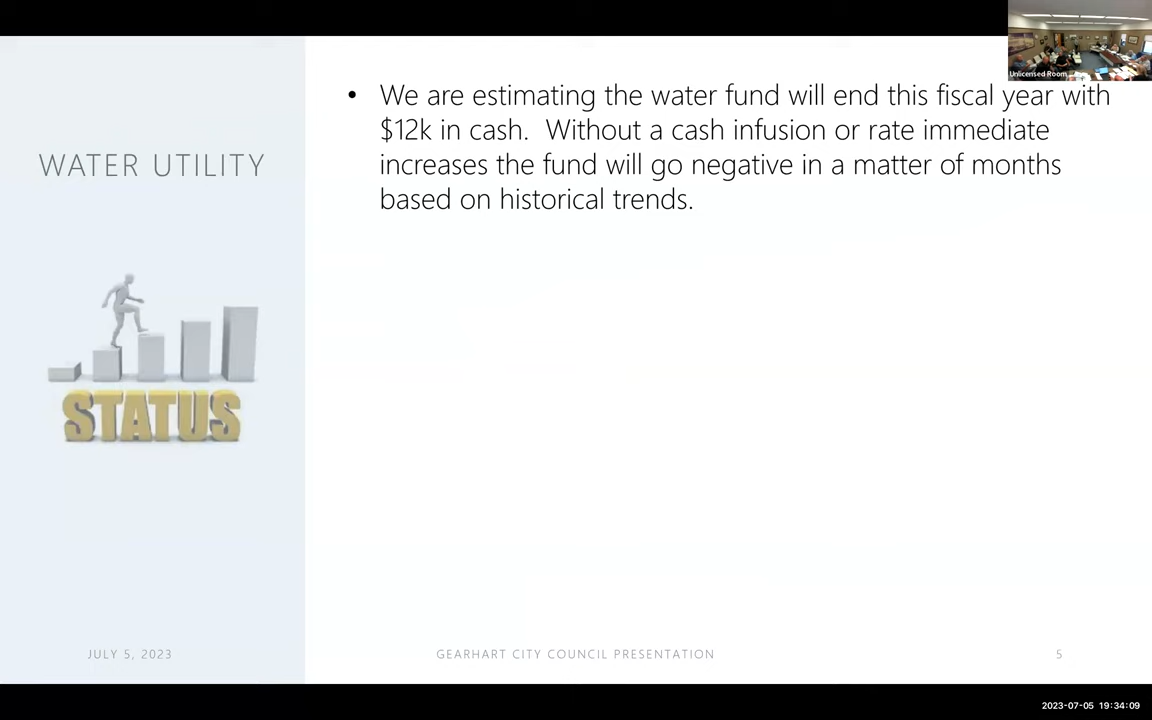 Unlicensed Room
• We are estimating the water fund will end this fiscal year with
$12k in cash.  Without a cash infusion or rate immediate
increases the fund will go negative in a matter of months
based on historical trends.
WATER UTILITY
STATUS
JULY 5, 2023
GEARHART CITY COUNCIL PRESENTATION
5
2023-07-05 19:34:09